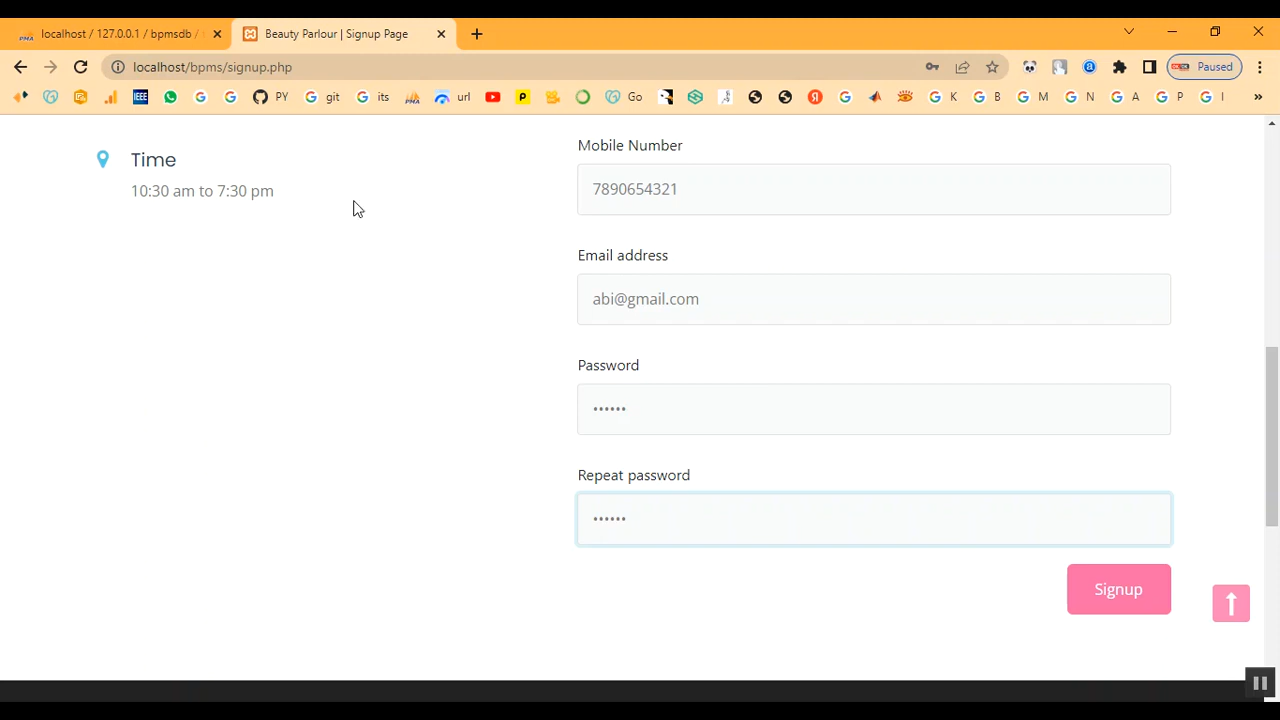 localhost / 127.0.0.1 / bpmsdb /
Beauty Parlour | Signup Page
localhost/bpms/signup.php
Paused
IEEE PY git its PMA url P Go a K B M N A P I »
Time
10:30 am to 7:30 pm
Mobile Number
7890654321
Email address
abi@gmail.com
Password
••••••
Repeat password
••••••
Signup